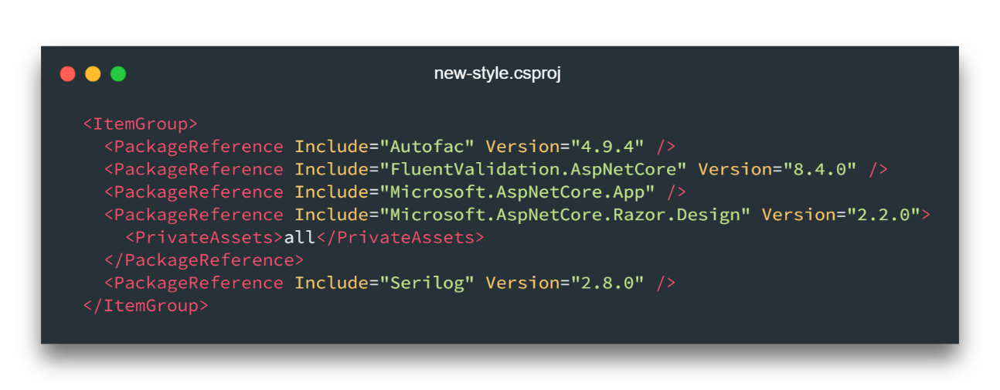 new-style.csproj
<ItemGroup>
<PackageReference Include="Autofac" Version="4.9.4" />
<PackageReference Include="FluentValidation.AspNetCore" Version="8.4.0" />
<PackageReference Include="Microsoft.AspNetCore.App" />
<PackageReference Include="Microsoft.AspNetCore.Razor.Design" Version="2.2.0">
<PrivateAssets>all</PrivateAssets>
</PackageReference>
<PackageReference Include="Serilog" Version="2.8.0" />
</ItemGroup>